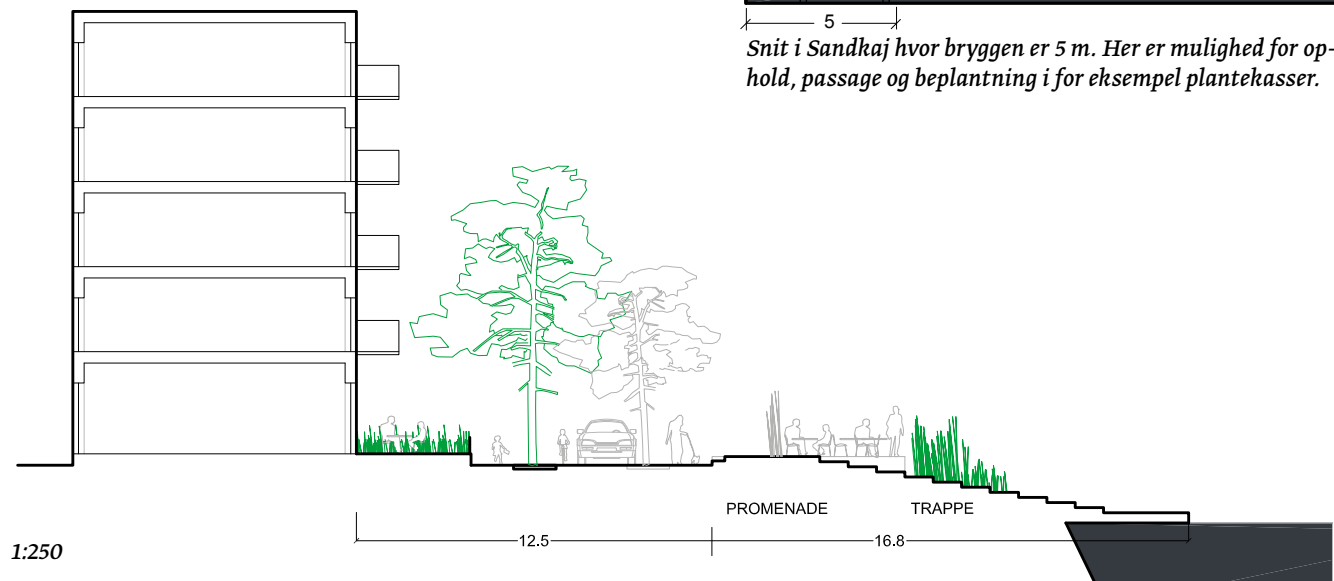 5
Snit i Sandkaj hvor bryggen er 5 m. Her er mulighed for op-
hold, passage og beplantning i for eksempel plantekasser.
PROMENADE TRAPPE
12.5 16.8
1:250